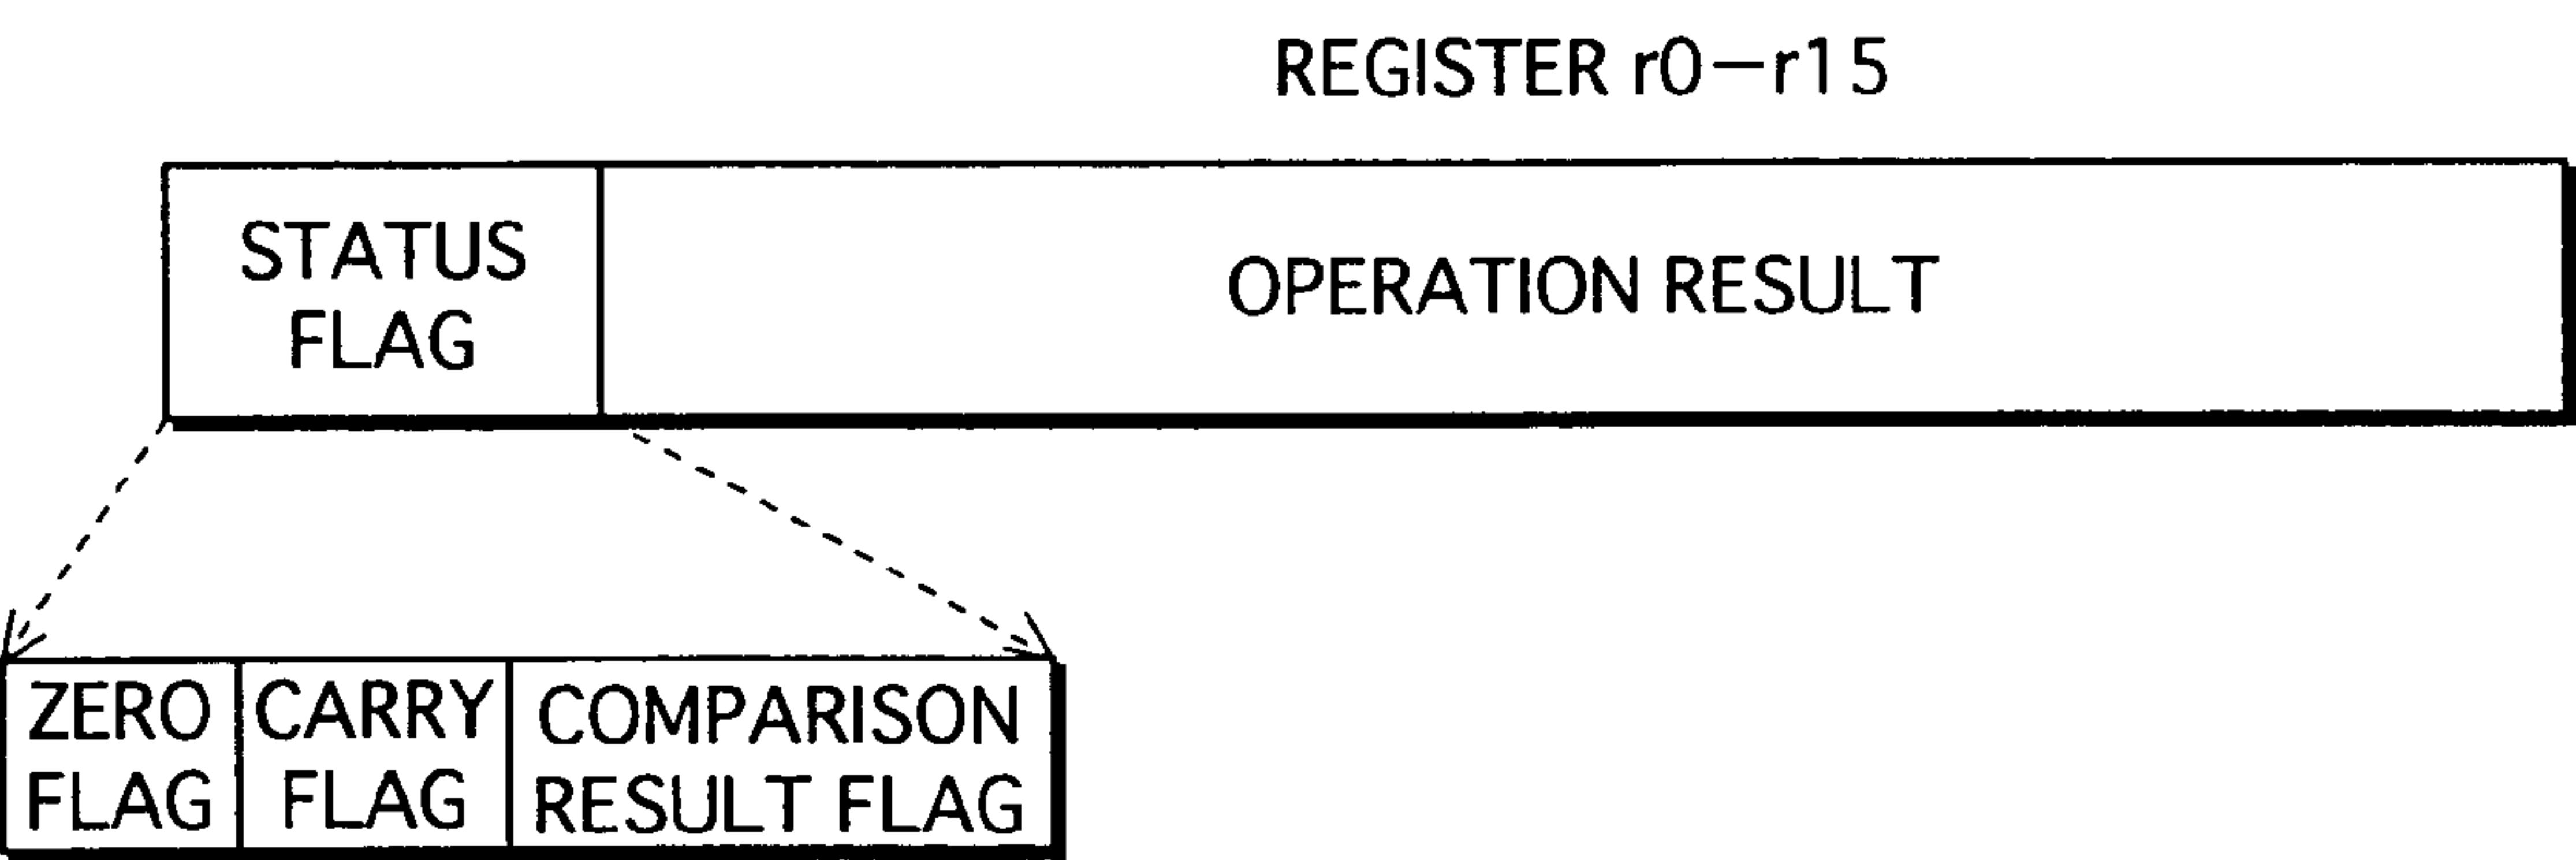 REGISTER r0−r15
STATUS
FLAG
OPERATION RESULT
ZERO
FLAG
CARRY
FLAG
COMPARISON
RESULT FLAG